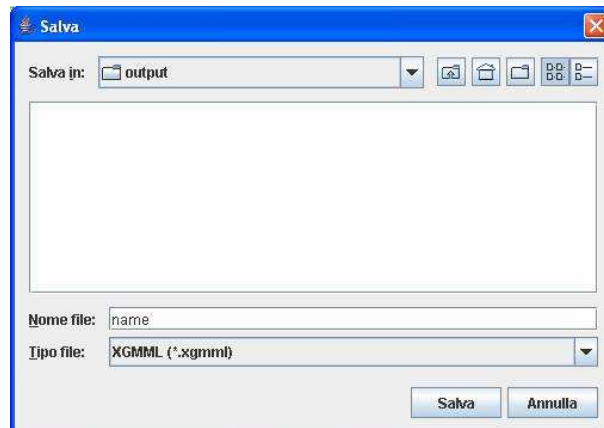 Salva
Salva in: output
Nome file: name
Tipo file: XGMML (*.xgmml)
Salva Annulla